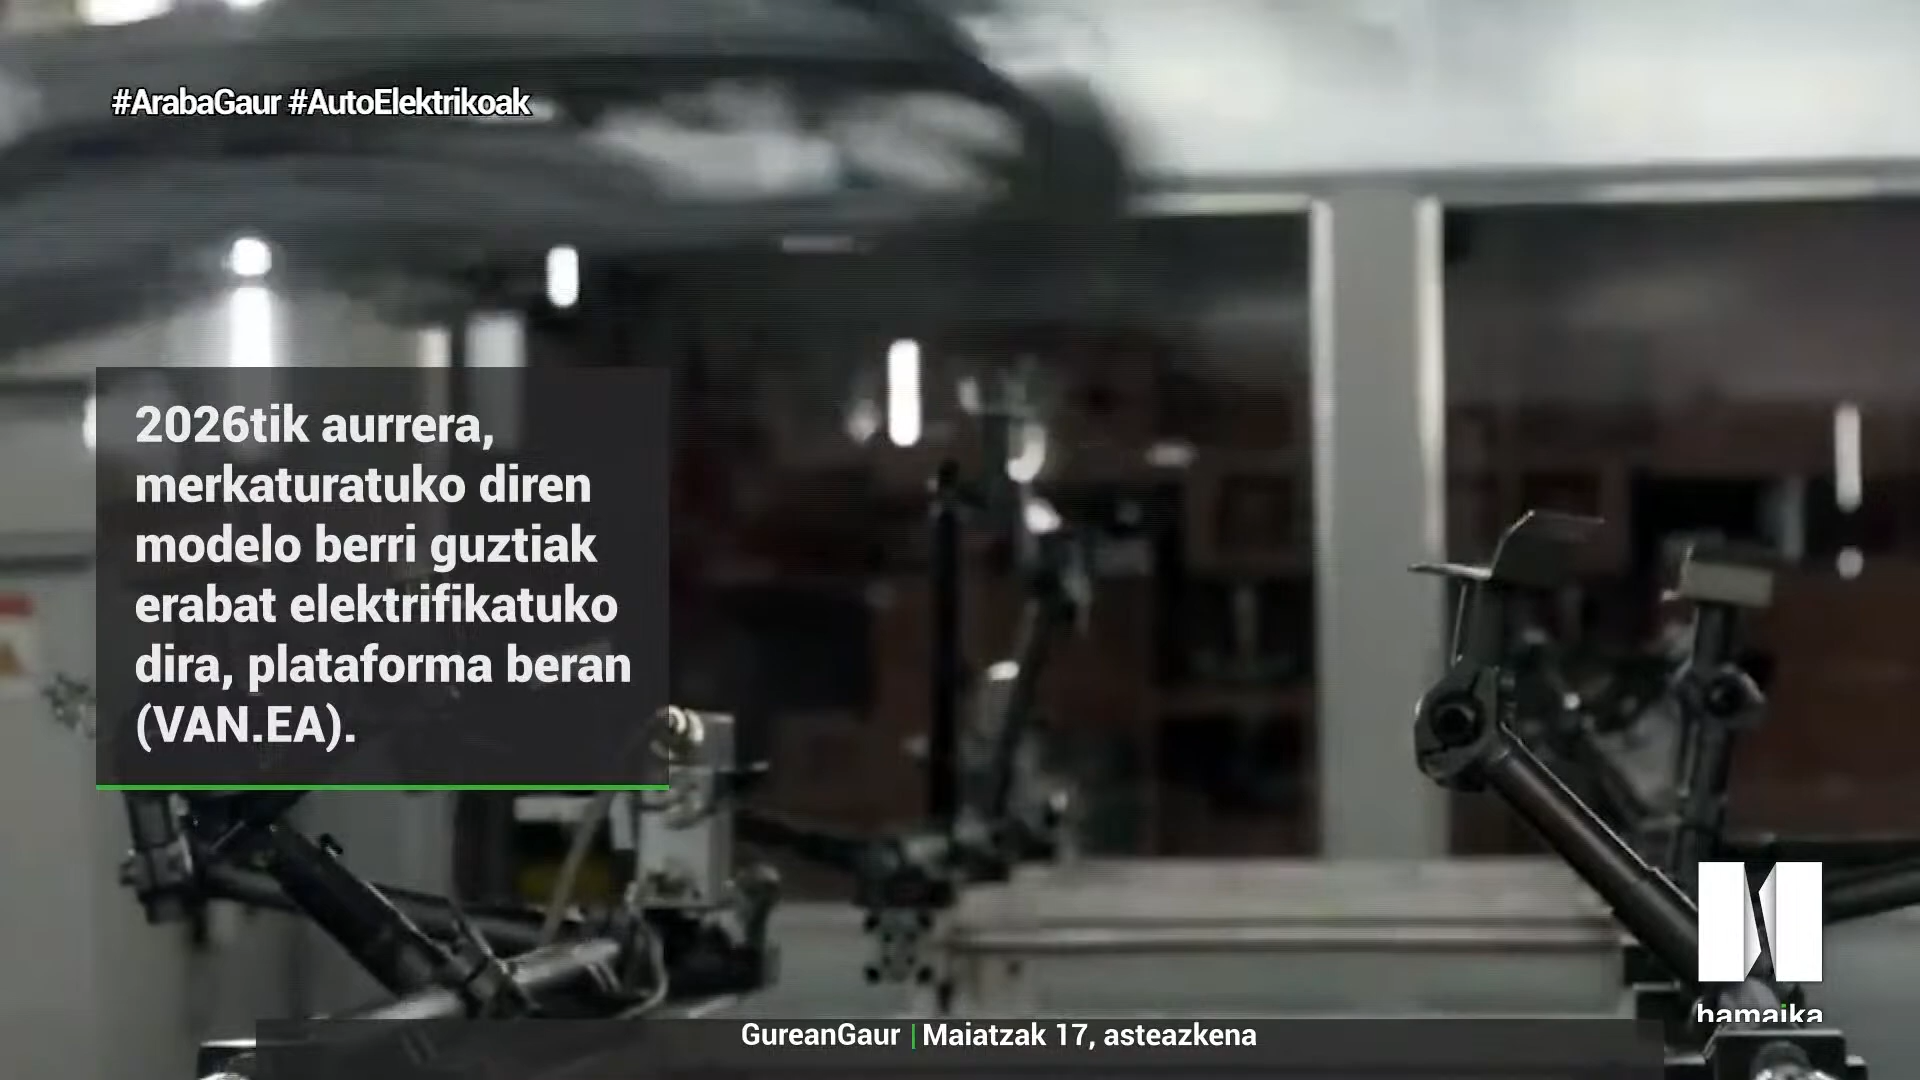 #ArabaGaur #AutoElektrikoak
2026tik aurrera,
merkaturatuko diren
modelo berri guztiak
erabat elektrifikatuko
dira, plataforma beran
(VAN.EA).
hamaika
GureanGaur | Maiatzak 17, asteazkena